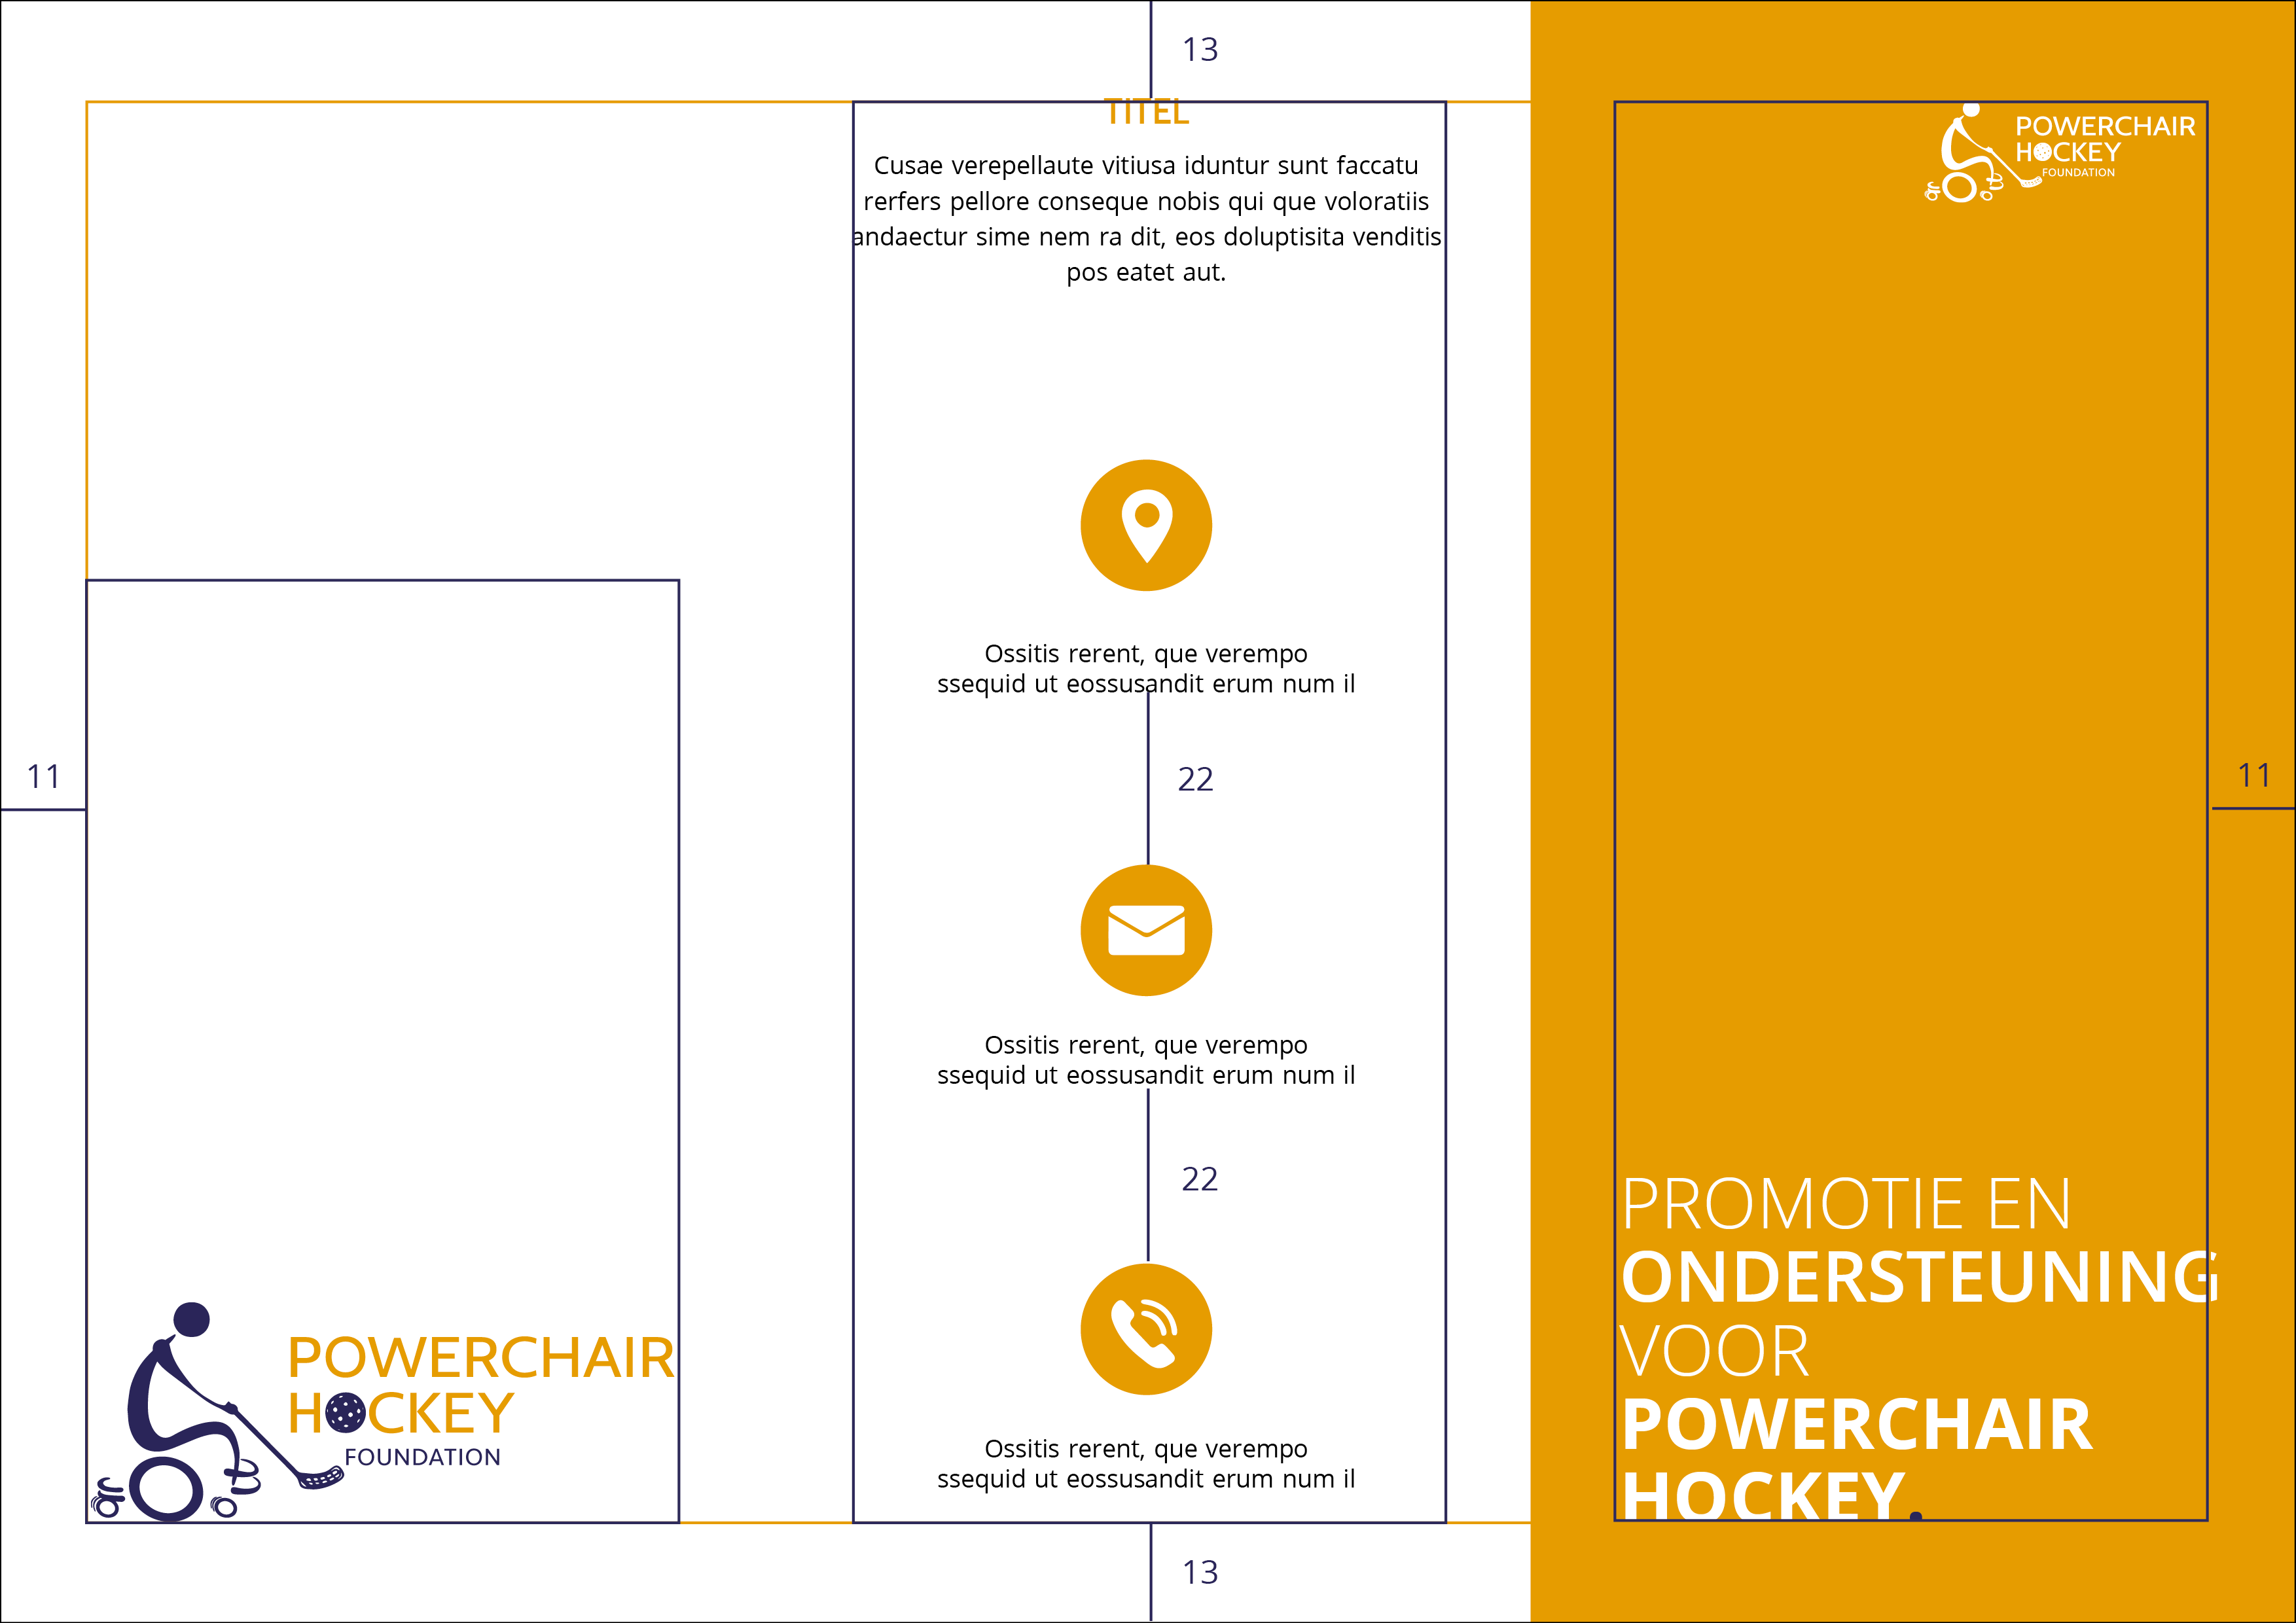 13
TITEL
Cusae verepellaute vitiusa iduntur sunt faccatu
rerfers pellore conseque nobis qui que voloratiis
andaectur sime nem ra dit, eos doluptisita venditis
pos eatet aut.
Ossitis rerent, que verempo
ssequid ut eossusandit erum num il
22
Ossitis rerent, que verempo
ssequid ut eossusandit erum num il
22
Ossitis rerent, que verempo
ssequid ut eossusandit erum num il
13
11
POWERCHAIR
HOCKEY
FOUNDATION
POWERCHAIR
HOCKEY
FOUNDATION
11
PROMOTIE EN
ONDERSTEUNING
VOOR
POWERCHAIR
HOCKEY.